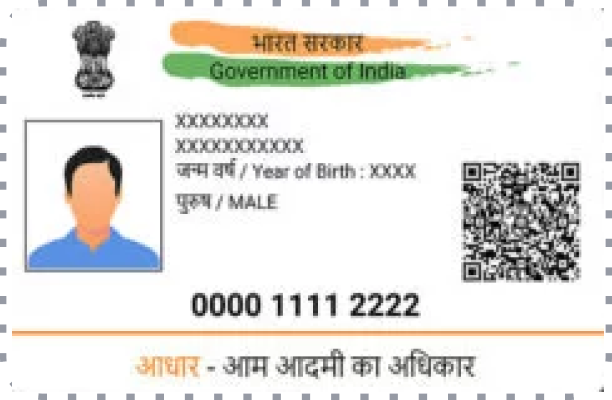 भारत सरकार
Government of India
XXXXXXXX
XXXXXXXXXXX
जन्म वर्ष / Year of Birth : XXXX
पुरुष / MALE
0000 1111 2222
आधार - आम आदमी का अधिकार